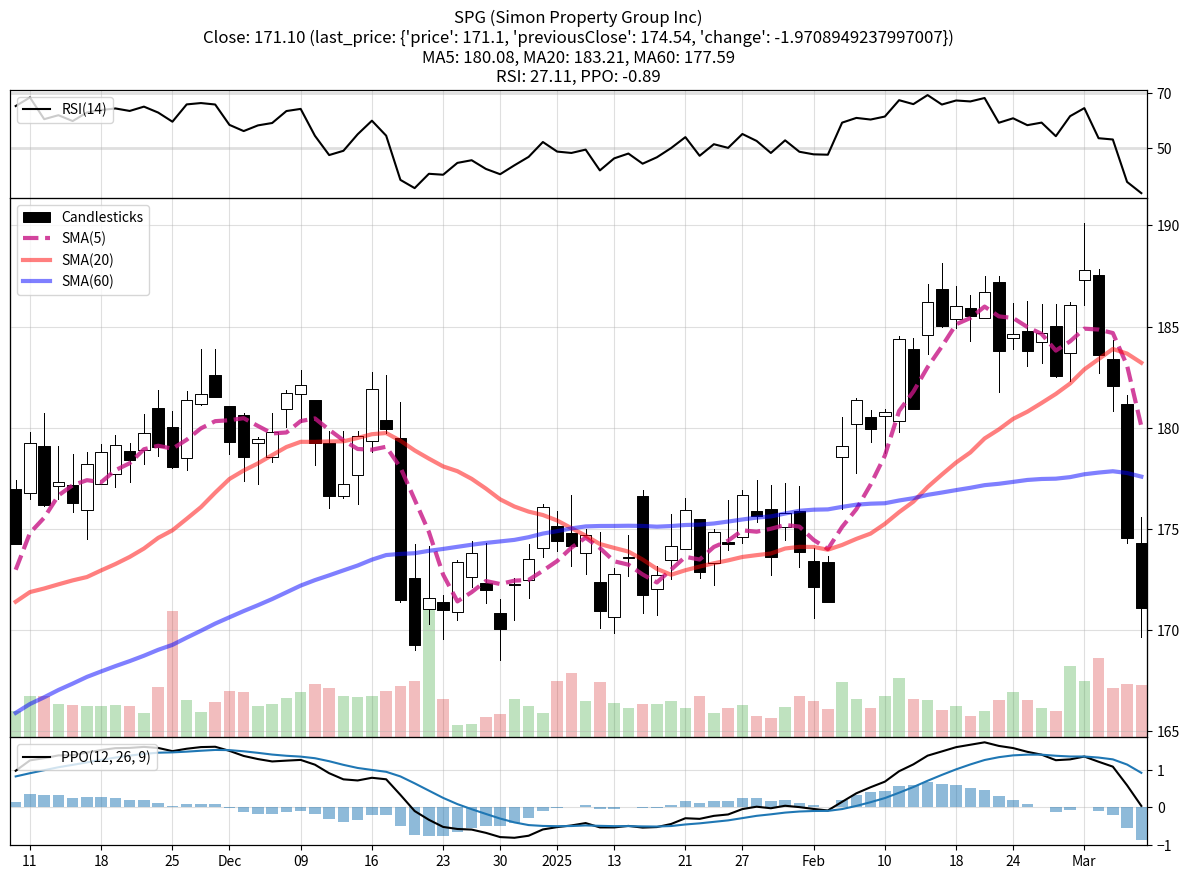 SPG (Simon Property Group Inc)
Close: 171.10 (last_price: {'price': 171.1, 'previousClose': 174.54, 'change': -1.9708949237997007})
MA5: 180.08, MA20: 183.21, MA60: 177.59
RSI: 27.11, PPO: -0.89
RSI(14)
70
50
Candlesticks
SMA(5)
SMA(20)
SMA(60)
190
185
180
175
170
165
PPO(12, 26, 9)
1
0
−1
11 18 25 Dec 09 16 23 30 2025 13 21 27 Feb 10 18 24 Mar